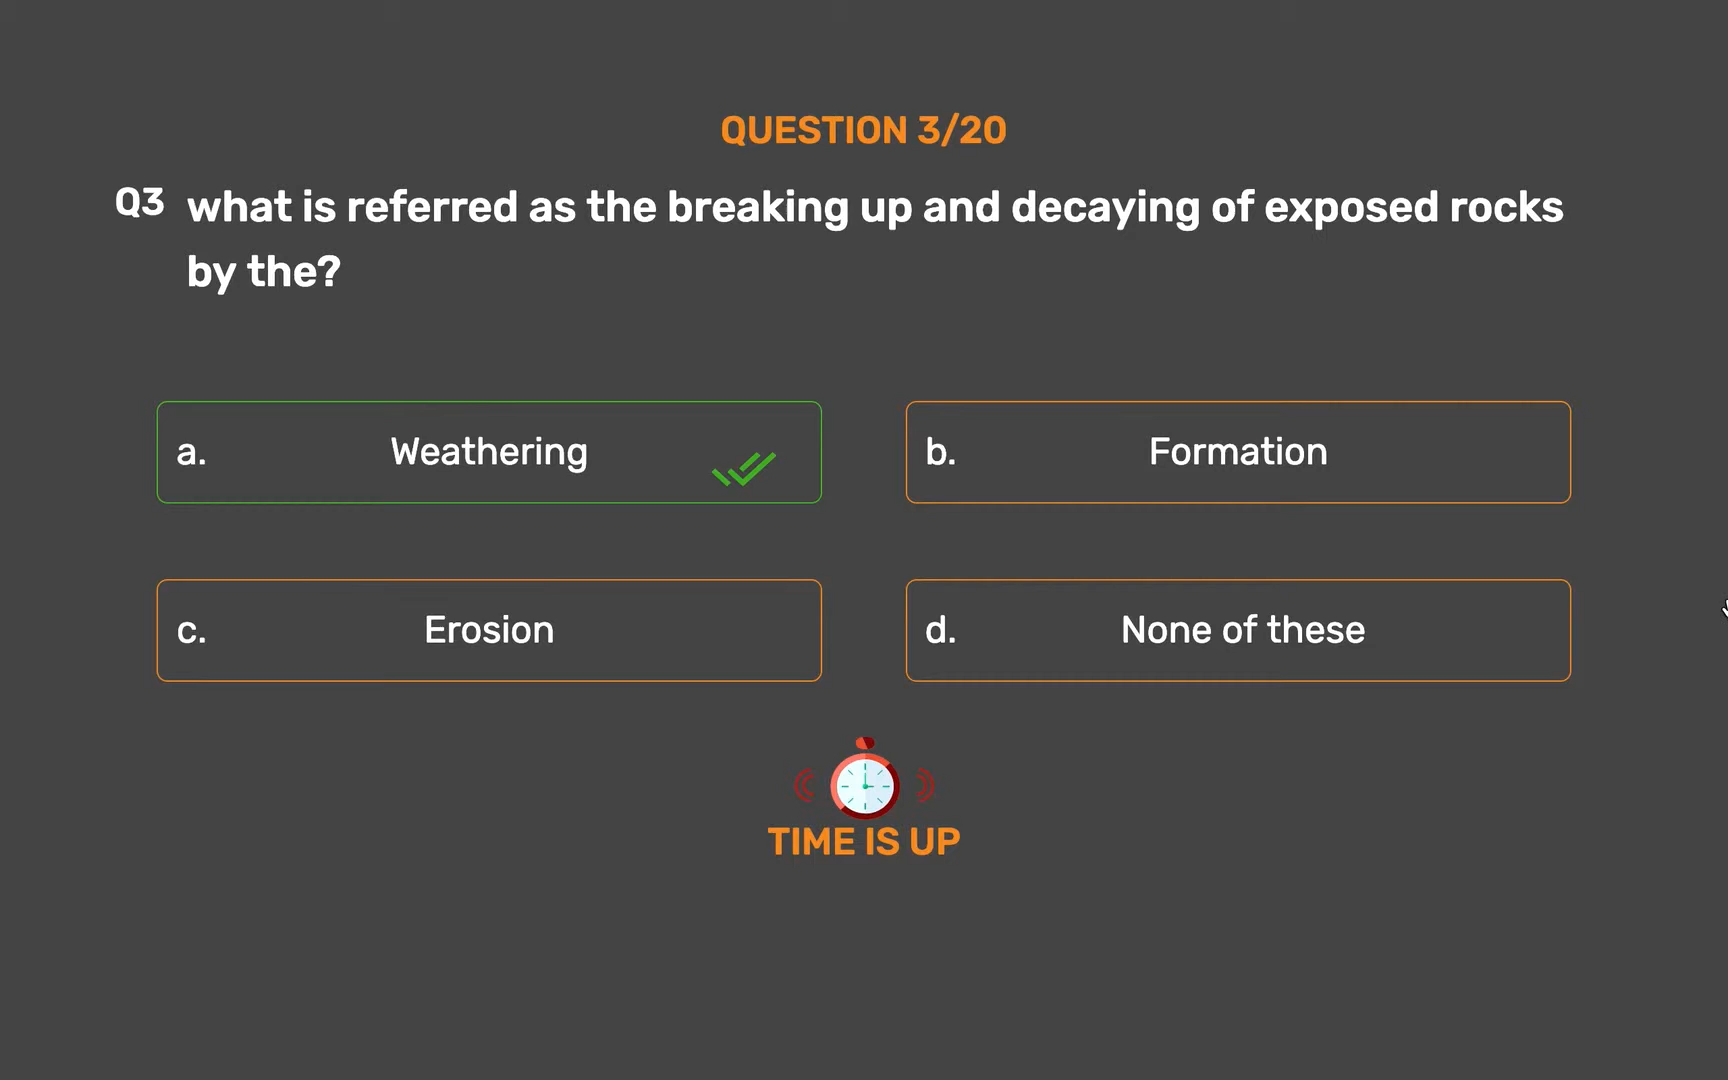 QUESTION 3/20
Q3 what is referred as the breaking up and decaying of exposed rocks
by the?
a. Weathering
b. Formation
c. Erosion
d. None of these
TIME IS UP